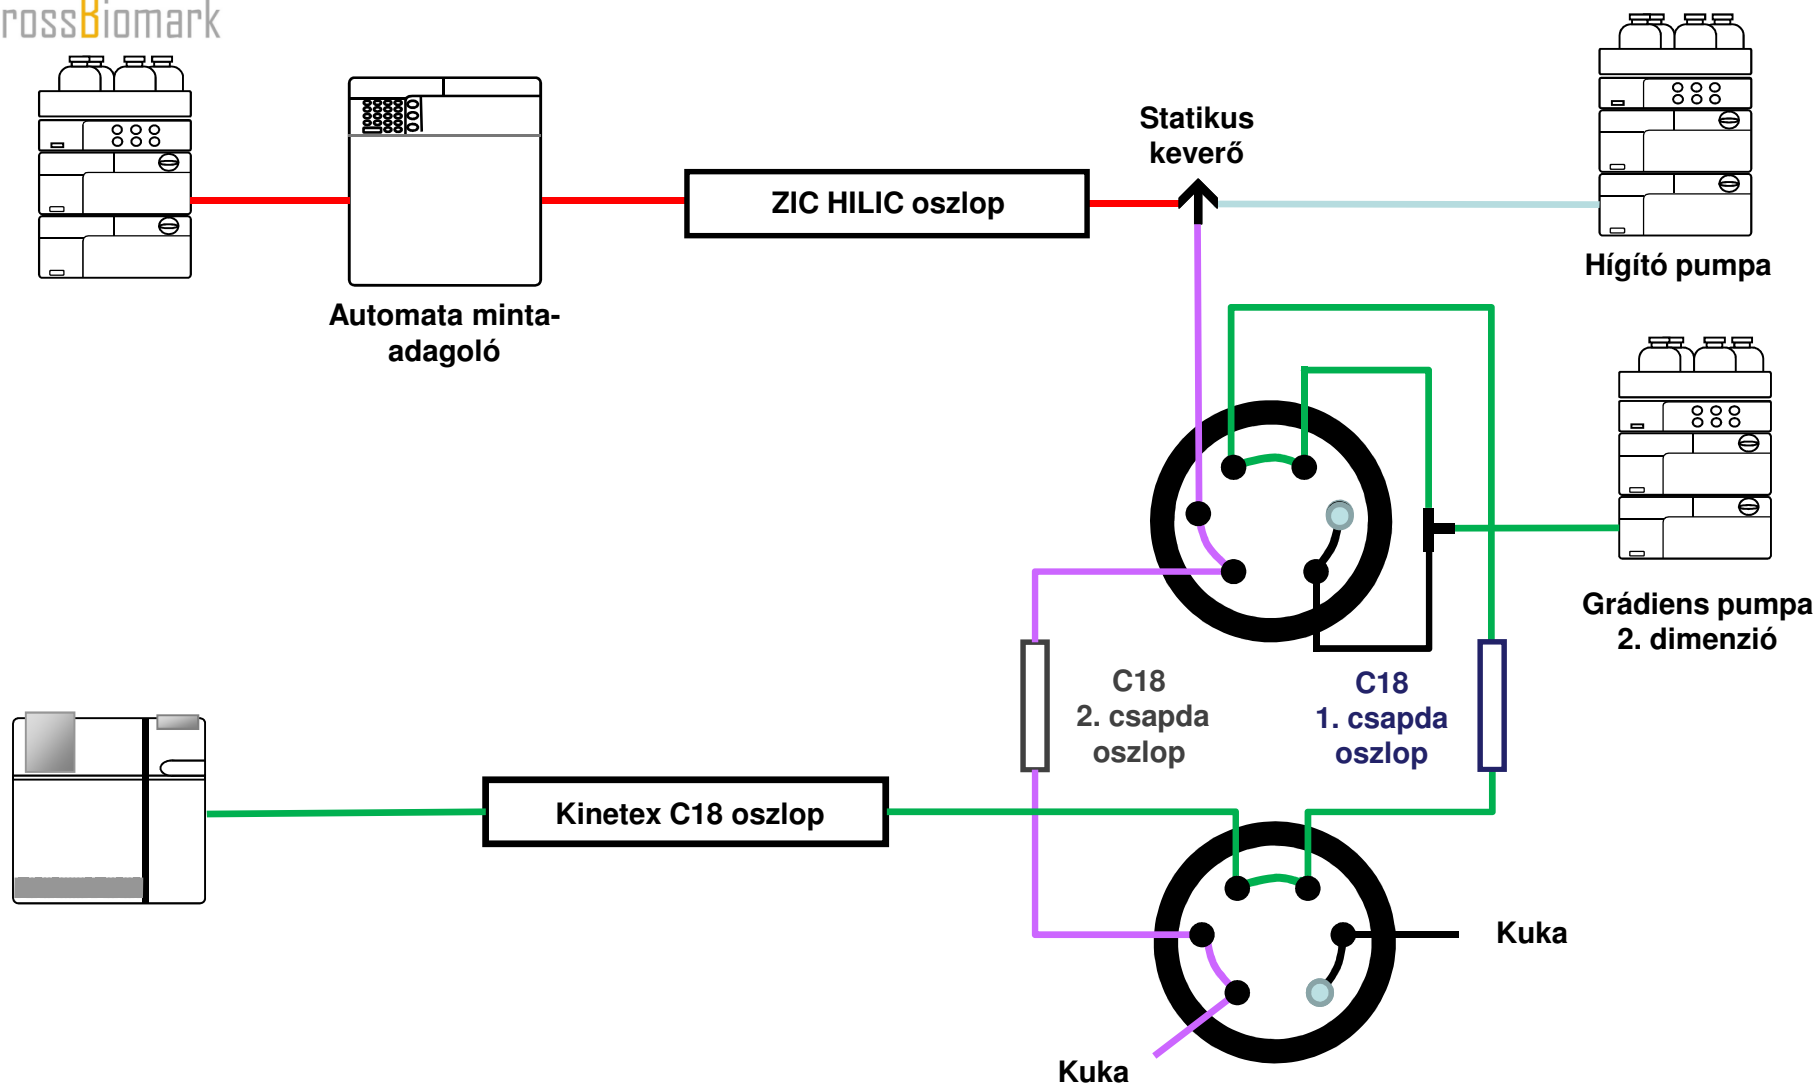 rossBiomark
Statikus
keverő
ZIC HILIC oszlop
Hígító pumpa
Automata minta-
adagoló
Grádiens pumpa
2. dimenzió
C18
2. csapda
oszlop
C18
1. csapda
oszlop
Kinetex C18 oszlop
Kuka
Kuka